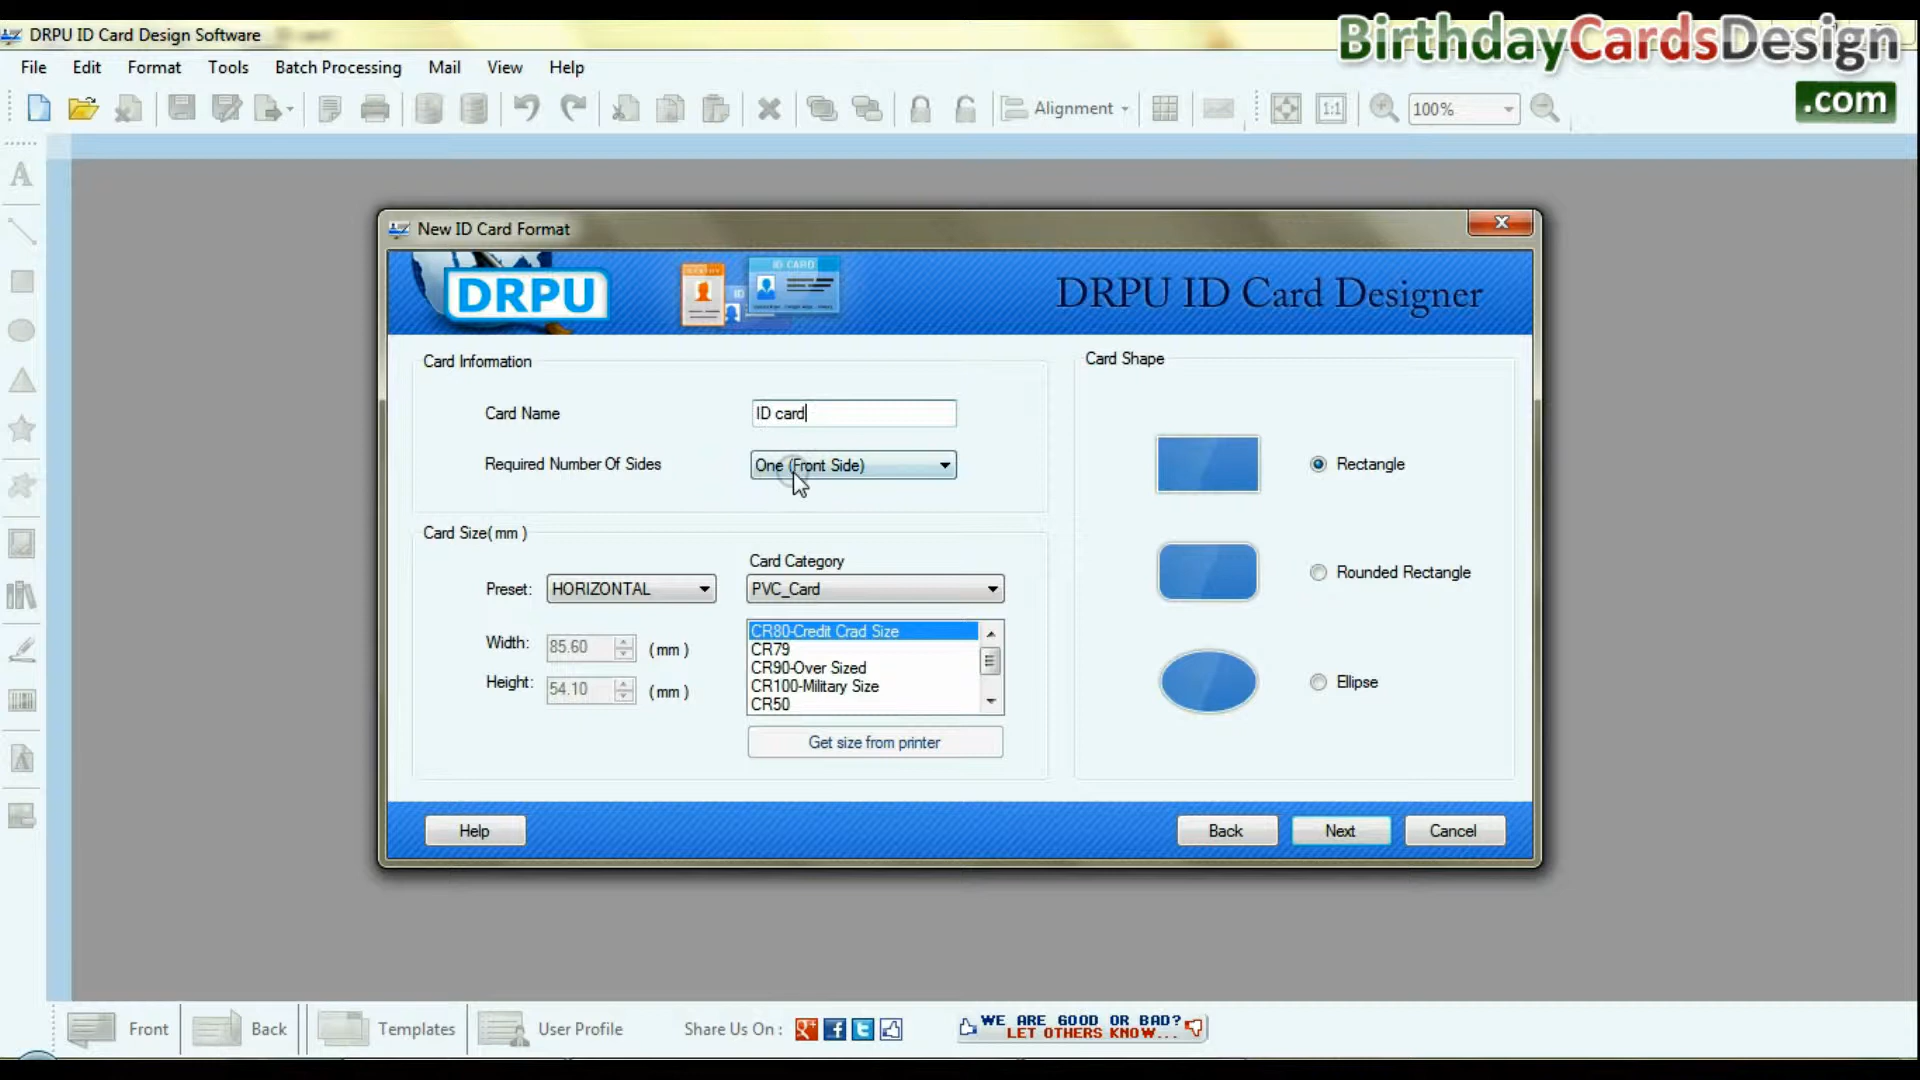 DRPU ID Card Design Software
BirthdayCardsDesign
.com
File Edit Format Tools Batch Processing Mail View Help
Alignment 1:1 100%
New ID Card Format
DRPU
ID CARD
DRPU ID Card Designer
Card Information
Card Name ID card
Required Number Of Sides One (Front Side)
Card Size( mm )
Card Category
Preset: HORIZONTAL PVC_Card
Width: 85.60 ( mm )
Height: 54.10 ( mm )
CR80-Credit Crad Size
CR79
CR90-Over Sized
CR100-Military Size
CR50
Get size from printer
Card Shape
Rectangle
Rounded Rectangle
Ellipse
Help Back Next Cancel
Front Back Templates User Profile Share Us On :
WE ARE GOOD OR BAD?
LET OTHERS KNOW...